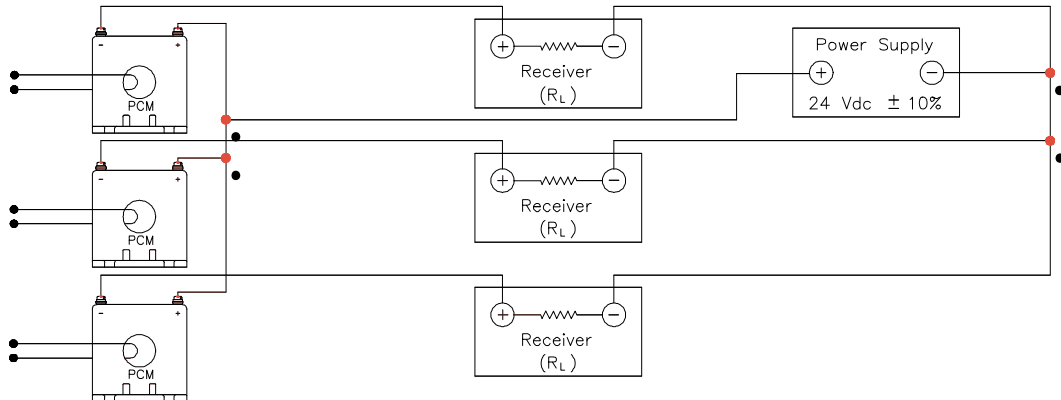 - +
PCM
+ -
Receiver
(RL)
Power Supply
+ -
24 Vdc ± 10%
- +
PCM
+ -
Receiver
(RL)
- +
PCM
+ -
Receiver
(RL)